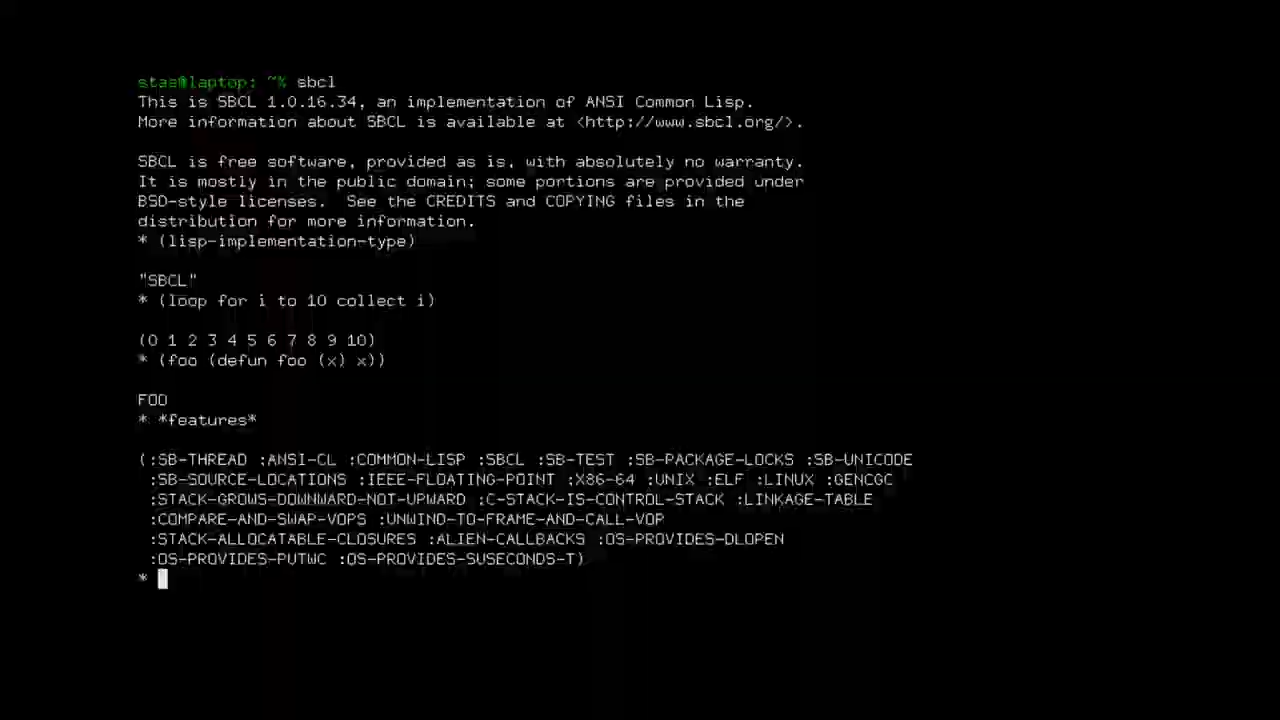 stas@laptop: ~% sbcl
This is SBCL 1.0.16.34, an implementation of ANSI Common Lisp.
More information about SBCL is available at <http://www.sbcl.org/>.
SBCL is free software, provided as is, with absolutely no warranty.
It is mostly in the public domain; some portions are provided under
BSD-style licenses.  See the CREDITS and COPYING files in the
distribution for more information.
* (lisp-implementation-type)
"SBCL"
* (loop for i to 10 collect i)
(0 1 2 3 4 5 6 7 8 9 10)
* (foo (defun foo (x) x))
FOO
* *features*
(:SB-THREAD :ANSI-CL :COMMON-LISP :SBCL :SB-TEST :SB-PACKAGE-LOCKS :SB-UNICODE
:SB-SOURCE-LOCATIONS :IEEE-FLOATING-POINT :X86-64 :UNIX :ELF :LINUX :GENCGC
:STACK-GROWS-DOWNWARD-NOT-UPWARD :C-STACK-IS-CONTROL-STACK :LINKAGE-TABLE
:COMPARE-AND-SWAP-VOPS :UNWIND-TO-FRAME-AND-CALL-VOP
:STACK-ALLOCATABLE-CLOSURES :ALIEN-CALLBACKS :OS-PROVIDES-DLOPEN
:OS-PROVIDES-PUTWC :OS-PROVIDES-SUSECONDS-T)
*